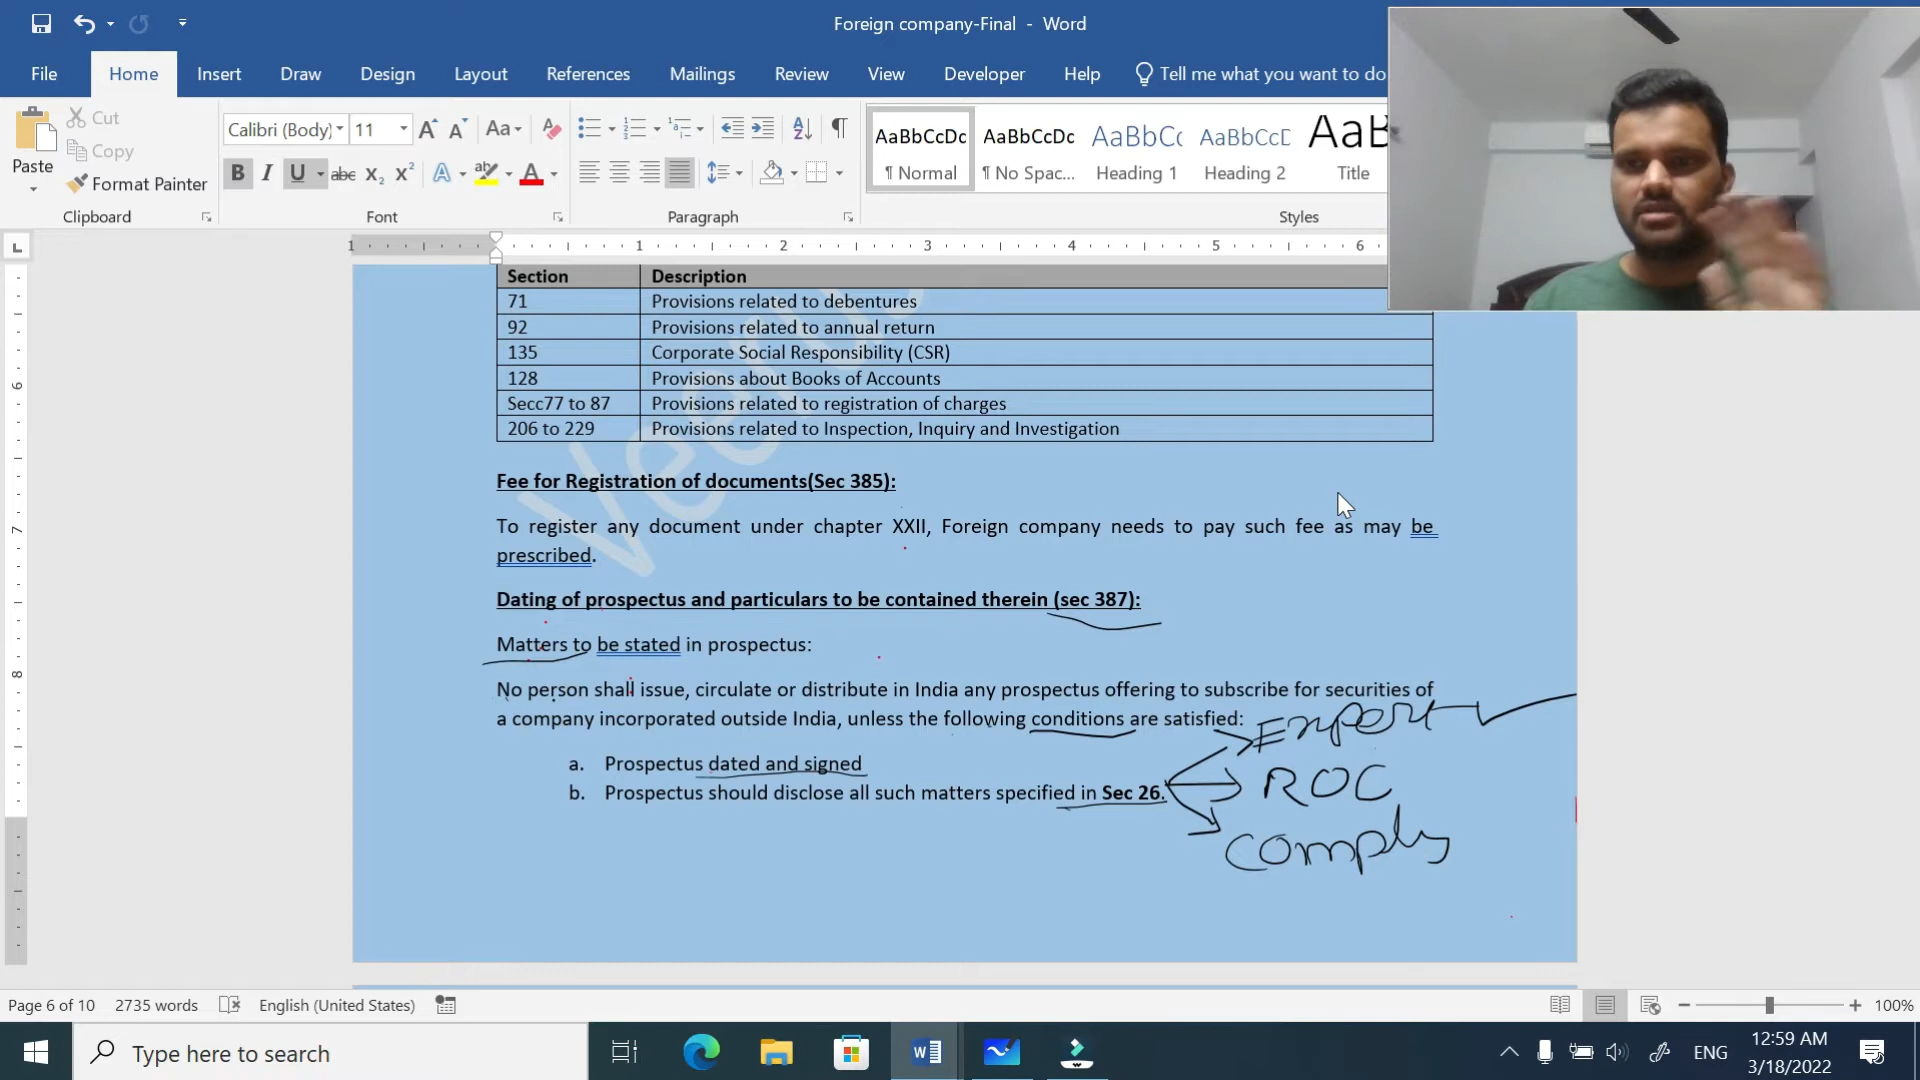 Foreign company-Final - Word
File Home Insert Draw Design Layout References Mailings Review View Developer Help Tell me what you want to do
Paste
Cut
Copy
Format Painter
Clipboard
Calibri (Body) 11
Font
Paragraph
AaBbCcDc
¶ Normal
AaBbCcDc
¶ No Spac...
AaBbCc
Heading 1
AaBbCcD
Heading 2
AaB
Title
Styles
1 1 2 3 4 5 6
6
7
8
Section Description
71 Provisions related to debentures
92 Provisions related to annual return
135 Corporate Social Responsibility (CSR)
128 Provisions about Books of Accounts
Secc77 to 87 Provisions related to registration of charges
206 to 229 Provisions related to Inspection, Inquiry and Investigation
Fee for Registration of documents(Sec 385):
To register any document under chapter XXII, Foreign company needs to pay such fee as may be
prescribed.
Dating of prospectus and particulars to be contained therein (sec 387):
Matters to be stated in prospectus:
No person shall issue, circulate or distribute in India any prospectus offering to subscribe for securities of
a company incorporated outside India, unless the following conditions are satisfied:
Expert
a. Prospectus dated and signed
ROC
b. Prospectus should disclose all such matters specified in Sec 26.
Comply
Page 6 of 10 2735 words English (United States) 100%
Type here to search
ENG
12:59 AM
3/18/2022